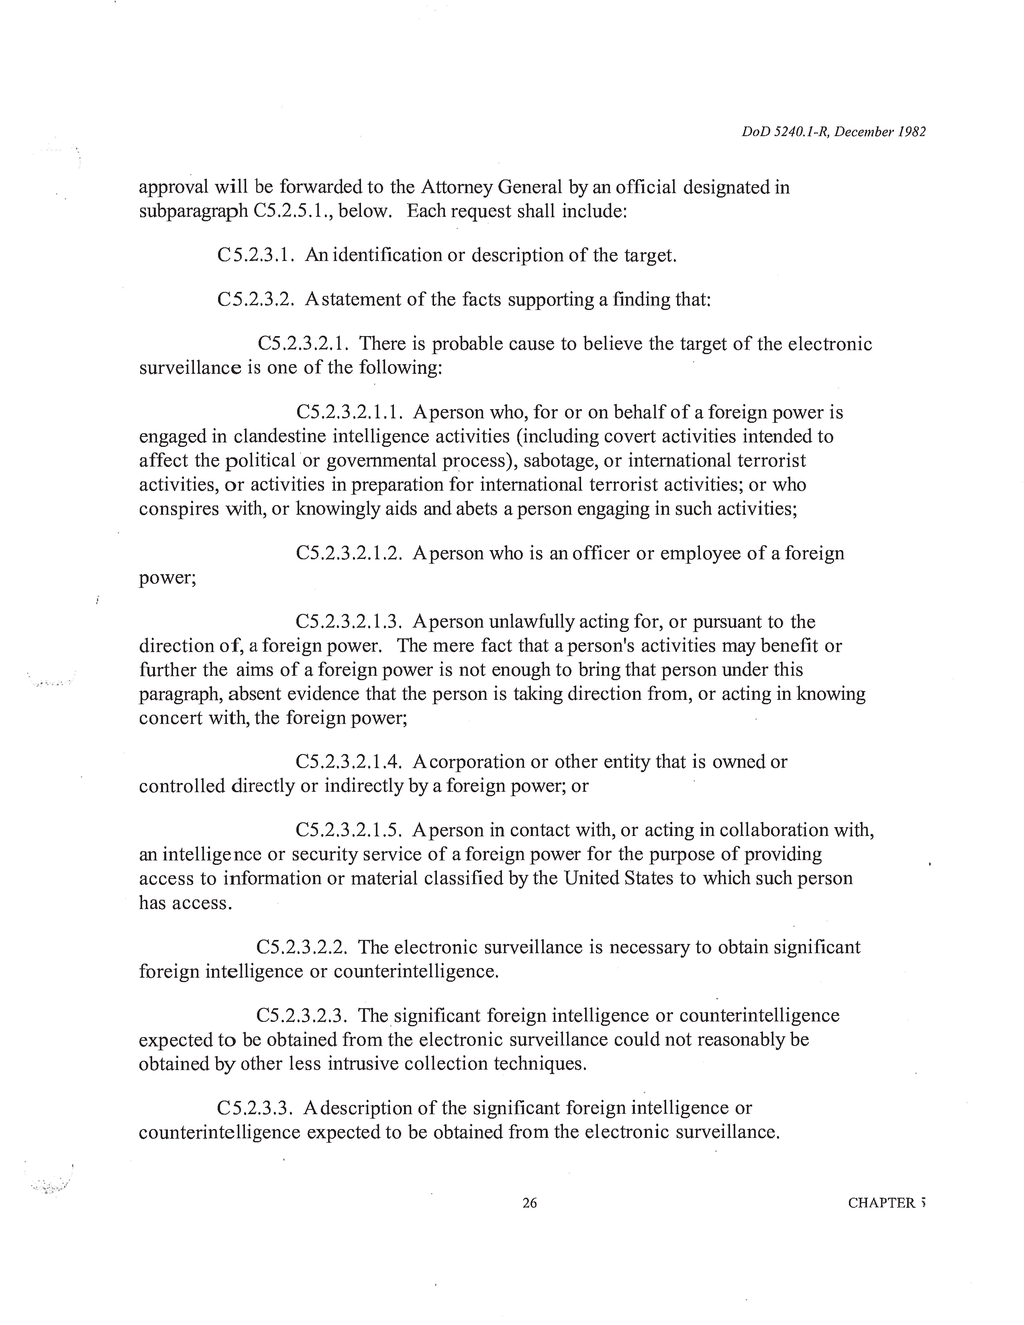 DoD 5240.1-R, December 1982
approval will be forwarded to the Attorney General by an official designated in
subparagraph C5.2.5.1., below. Each request shall include:
C5.2.3.1. An identification or description of the target.
C5.2.3.2. A statement of the facts supporting a finding that:
C5.2.3.2.1. There is probable cause to believe the target of the electronic
surveillance is one of the following:
C5.2.3.2.1.1. A person who, for or on behalf of a foreign power is
engaged in clandestine intelligence activities (including covert activities intended to
affect the political or governmental process), sabotage, or international terrorist
activities, or activities in preparation for international terrorist activities; or who
conspires with, or knowingly aids and abets a person engaging in such activities;
C5.2.3.2.1.2. A person who is an officer or employee of a foreign
power;
C5.2.3.2.1.3. A person unlawfully acting for, or pursuant to the
direction of, a foreign power. The mere fact that a person's activities may benefit or
further the aims of a foreign power is not enough to bring that person under this
paragraph, absent evidence that the person is taking direction from, or acting in knowing
concert with, the foreign power;
C5.2.3.2.1.4. A corporation or other entity that is owned or
controlled directly or indirectly by a foreign power; or
C5.2.3.2.1.5. A person in contact with, or acting in collaboration with,
an intelligence or security service of a foreign power for the purpose of providing
access to information or material classified by the United States to which such person
has access.
C5.2.3.2.2. The electronic surveillance is necessary to obtain significant
foreign intelligence or counterintelligence.
C5.2.3.2.3. The significant foreign intelligence or counterintelligence
expected to be obtained from the electronic surveillance could not reasonably be
obtained by other less intrusive collection techniques.
C5.2.3.3. A description of the significant foreign intelligence or
counterintelligence expected to be obtained from the electronic surveillance.
26
CHAPTER 5